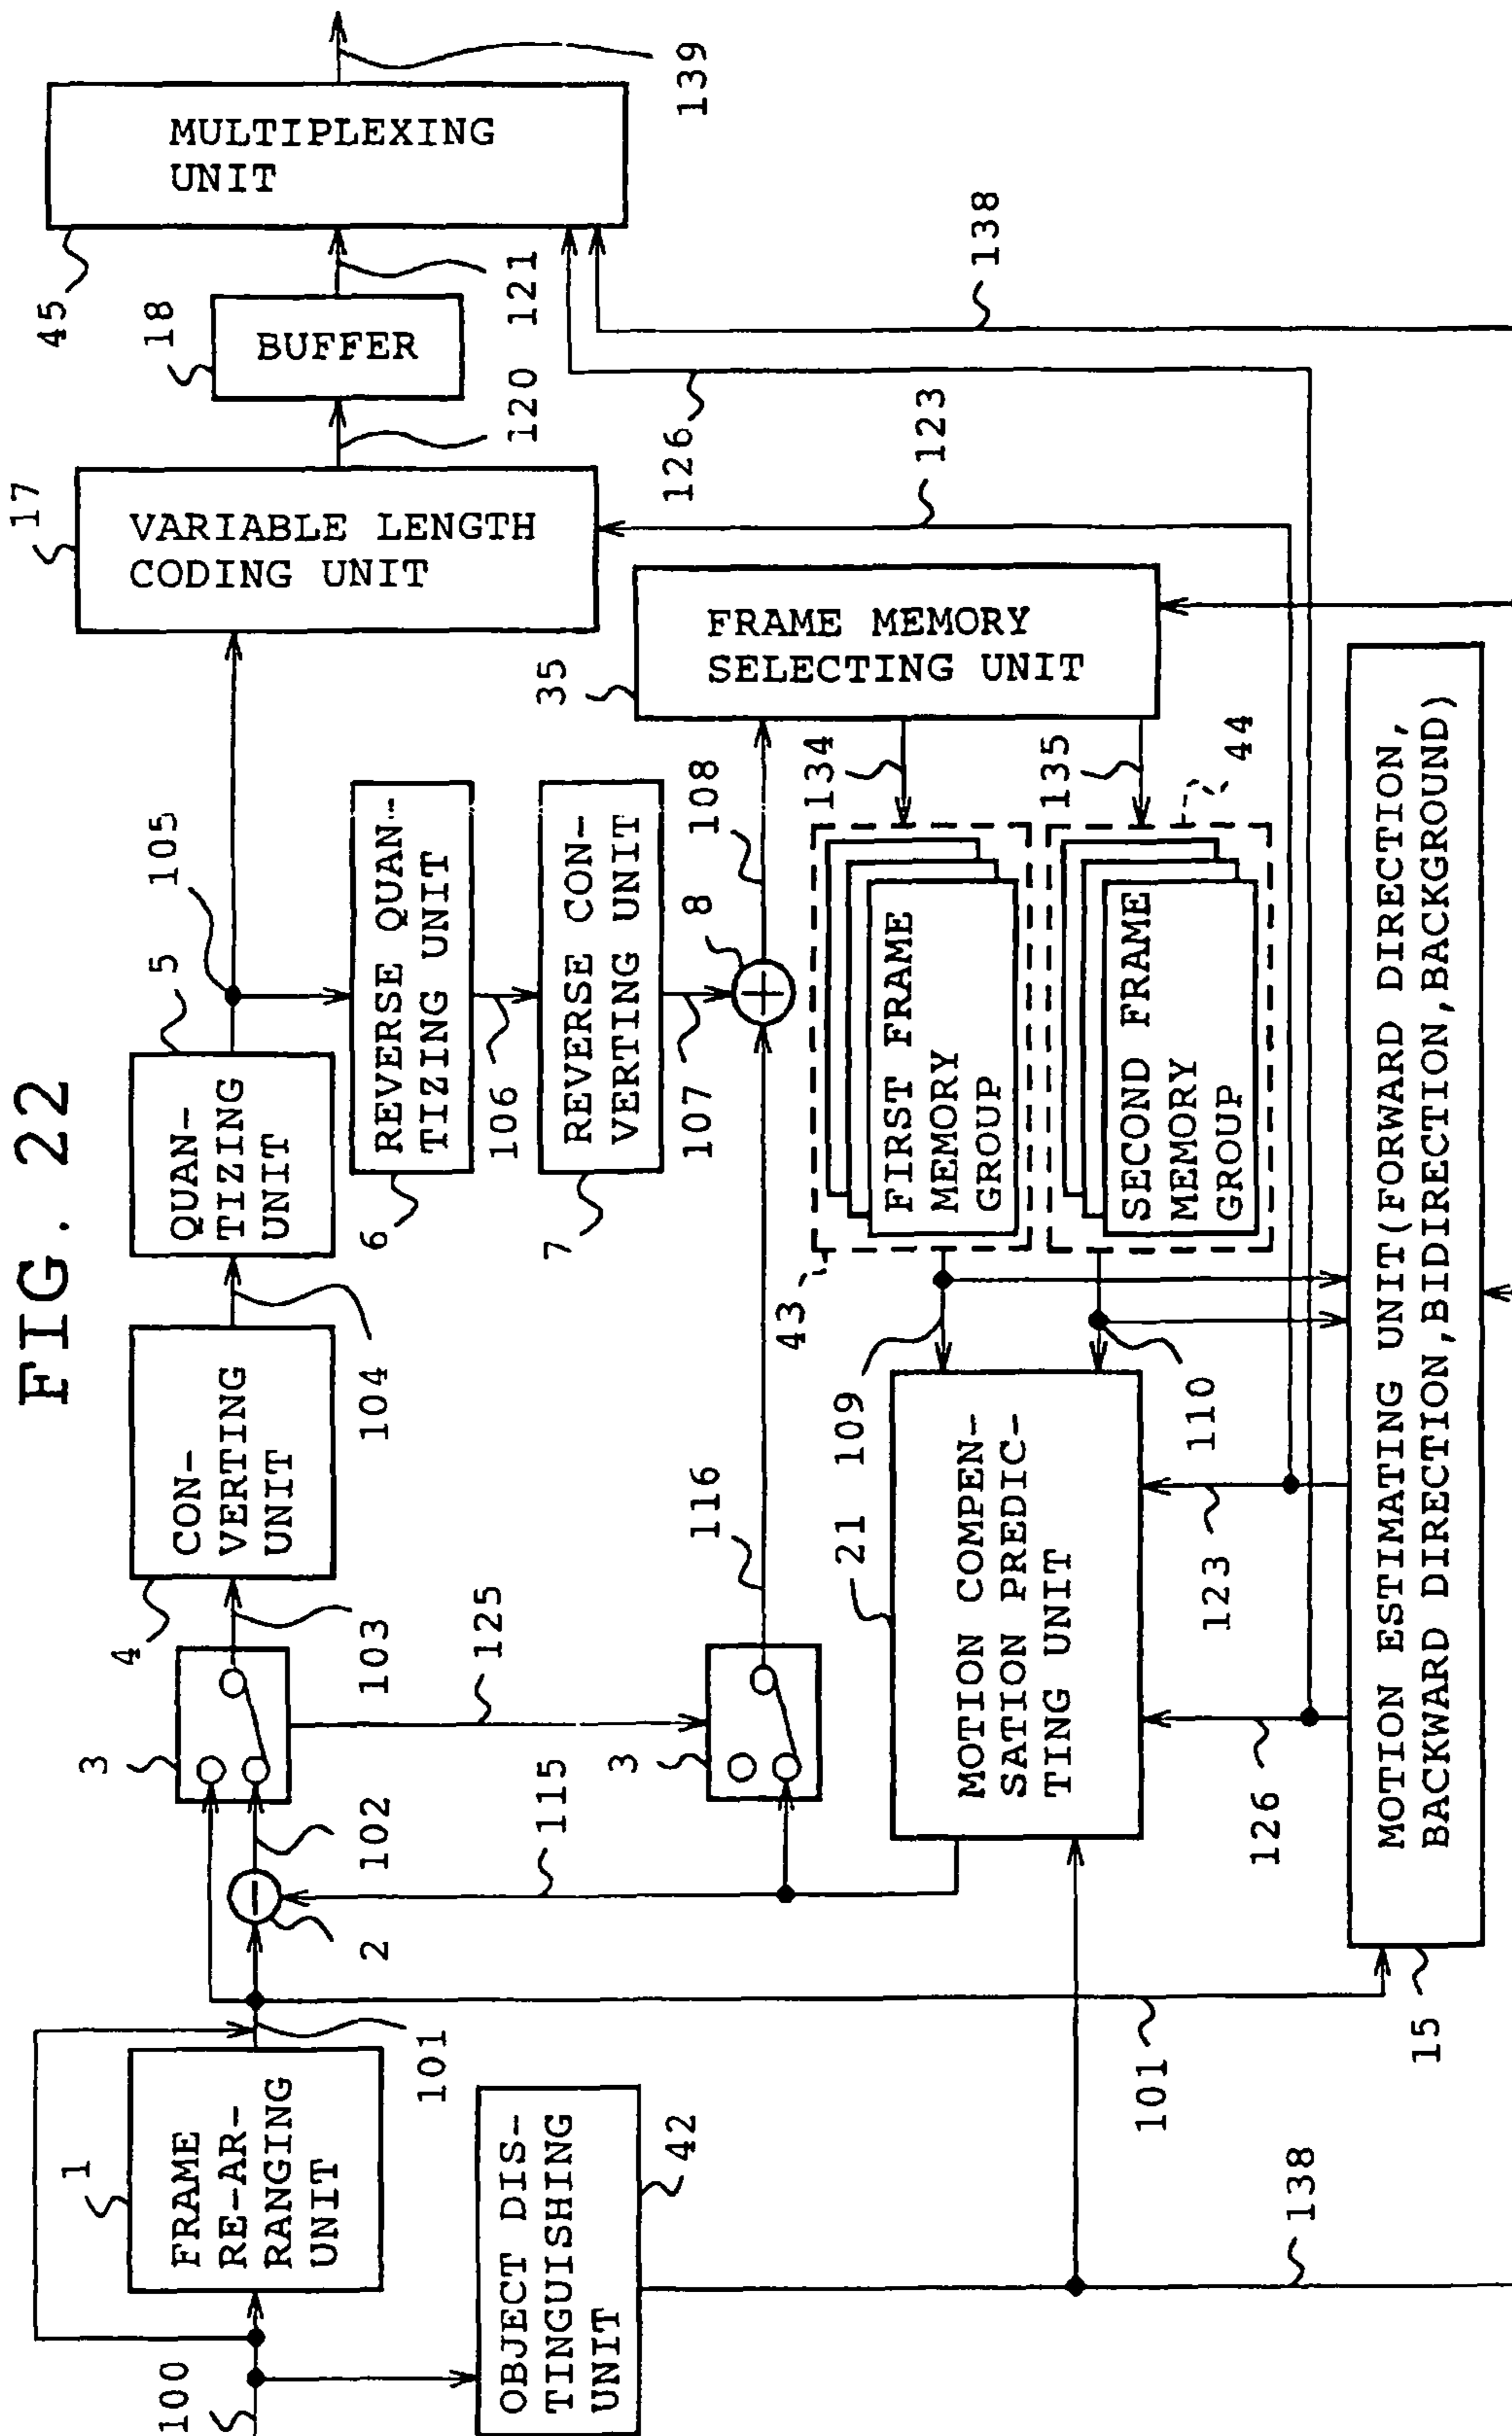 FIG. 22
100
1
FRAME
RE-AR-
RANGING
UNIT
101
2
102
3
103
4
CON-
VERTING
UNIT
104
5
QUAN-
TIZING
UNIT
105
17
VARIABLE LENGTH
CODING UNIT
120
18
BUFFER
121
45
MULTIPLEXING
UNIT
139
OBJECT DIS-
TINGUISHING
UNIT
42
115
125
3
116
6
REVERSE QUAN-
TIZING UNIT
106
7
REVERSE CON-
VERTING UNIT
107
8
108
35
FRAME MEMORY
SELECTING UNIT
126
123
138
134
135
43
FIRST FRAME
MEMORY
GROUP
44
SECOND FRAME
MEMORY
GROUP
21
109
MOTION COMPEN-
SATION PREDIC-
TING UNIT
110
101
126
123
138
15
MOTION ESTIMATING UNIT(FORWARD DIRECTION,
BACKWARD DIRECTION,BIDIRECTION,BACKGROUND)